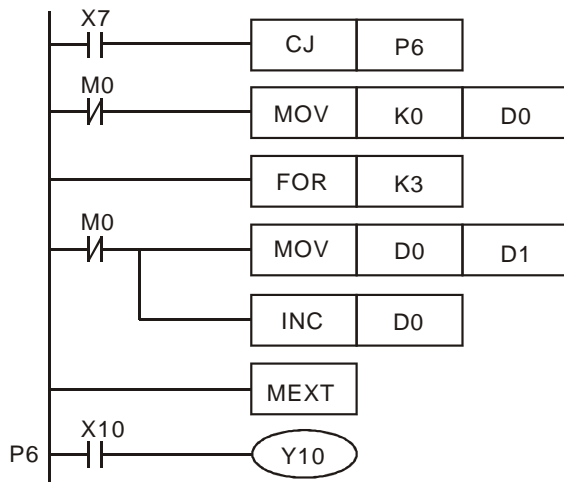 X7
CJ P6
M0
MOV K0 D0
FOR K3
M0
MOV D0 D1
INC D0
MEXT
X10
P6 Y10